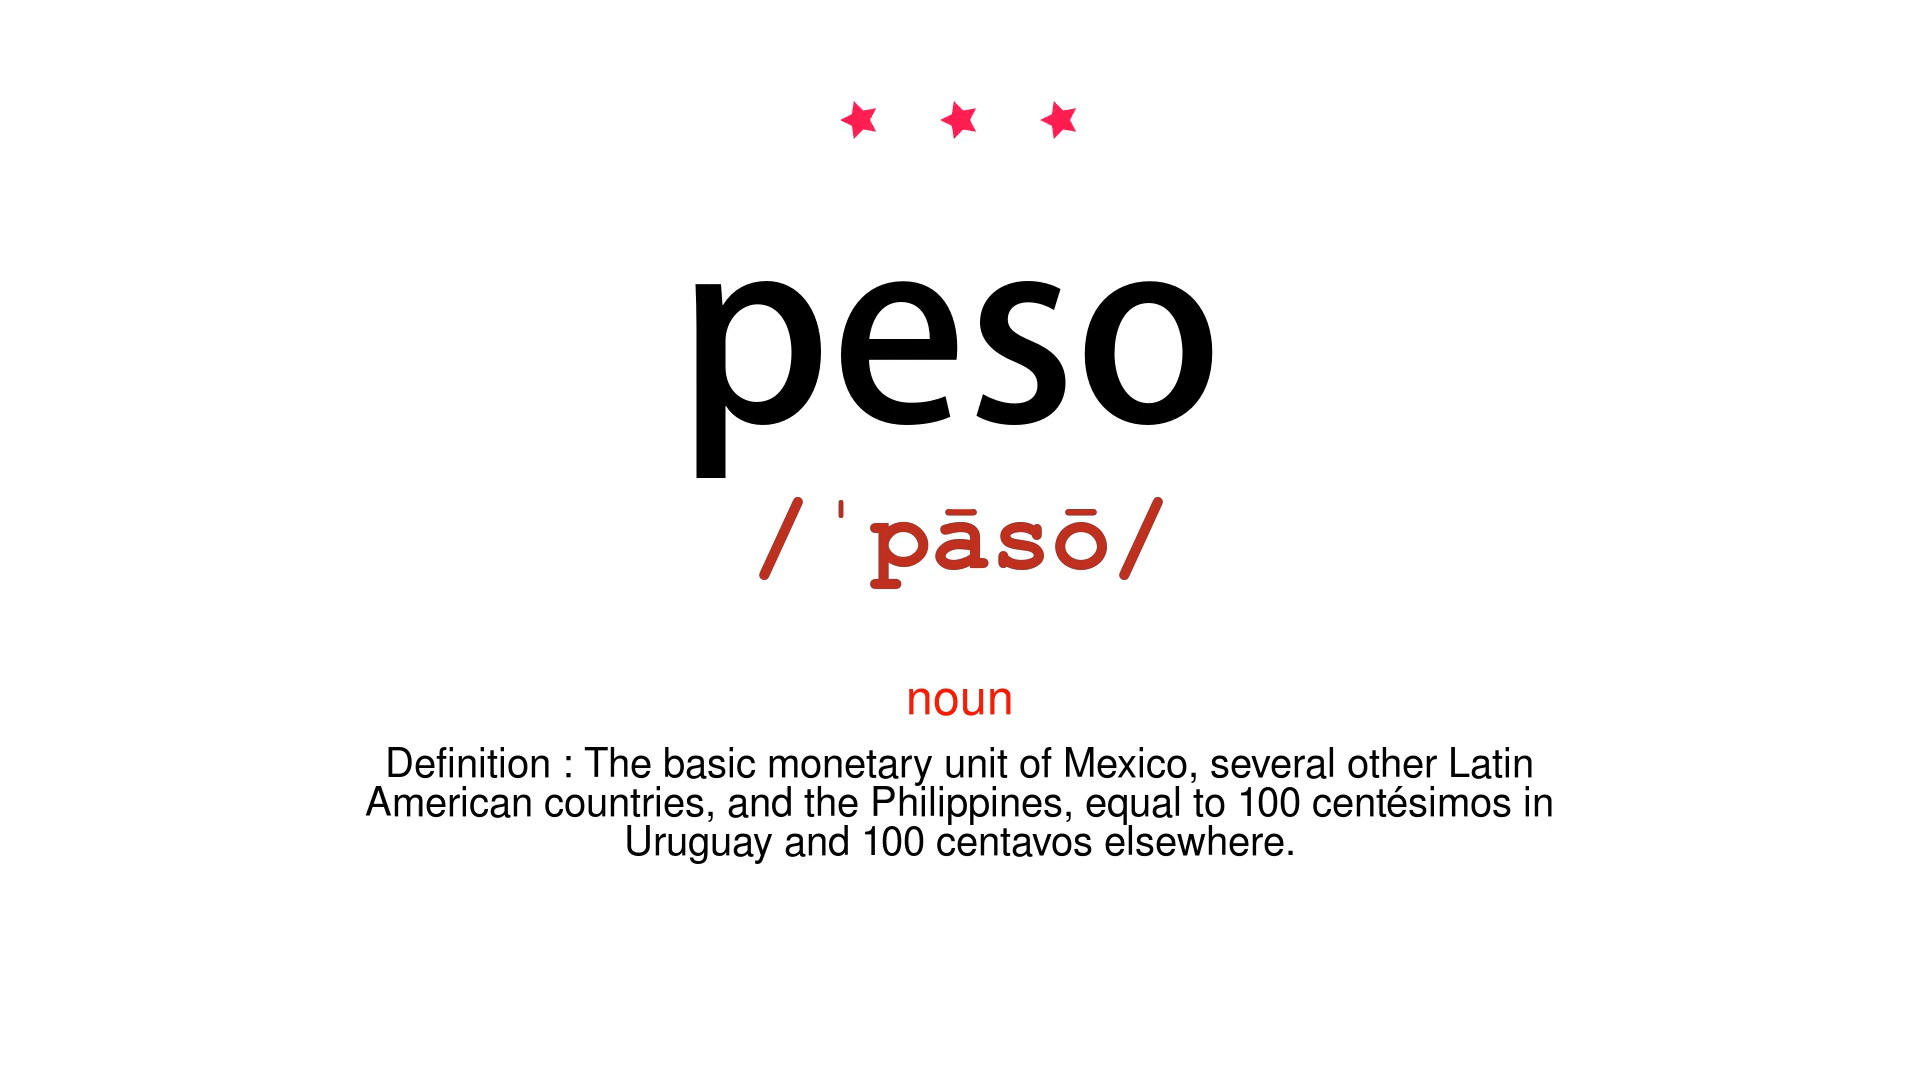 peso
/ˈpāsō/
noun
Definition : The basic monetary unit of Mexico, several other Latin
American countries, and the Philippines, equal to 100 centésimos in
Uruguay and 100 centavos elsewhere.